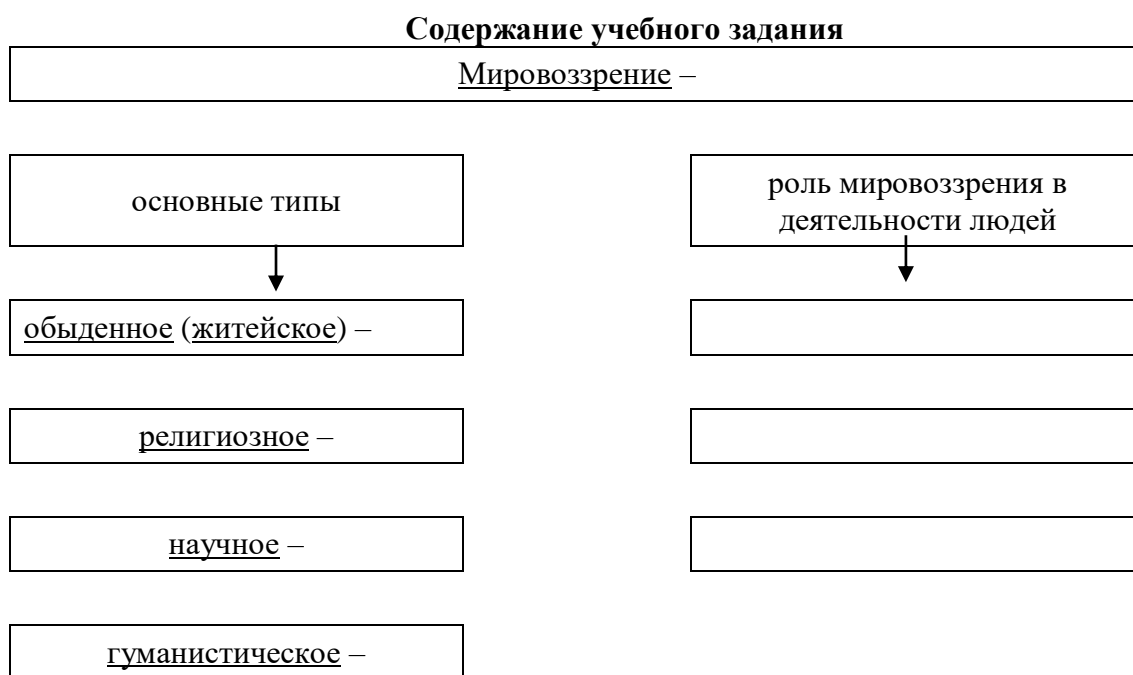 Содержание учебного задания
Мировоззрение –
основные типы
роль мировоззрения в
деятельности людей
обыденное (житейское) –
религиозное –
научное –
гуманистическое –